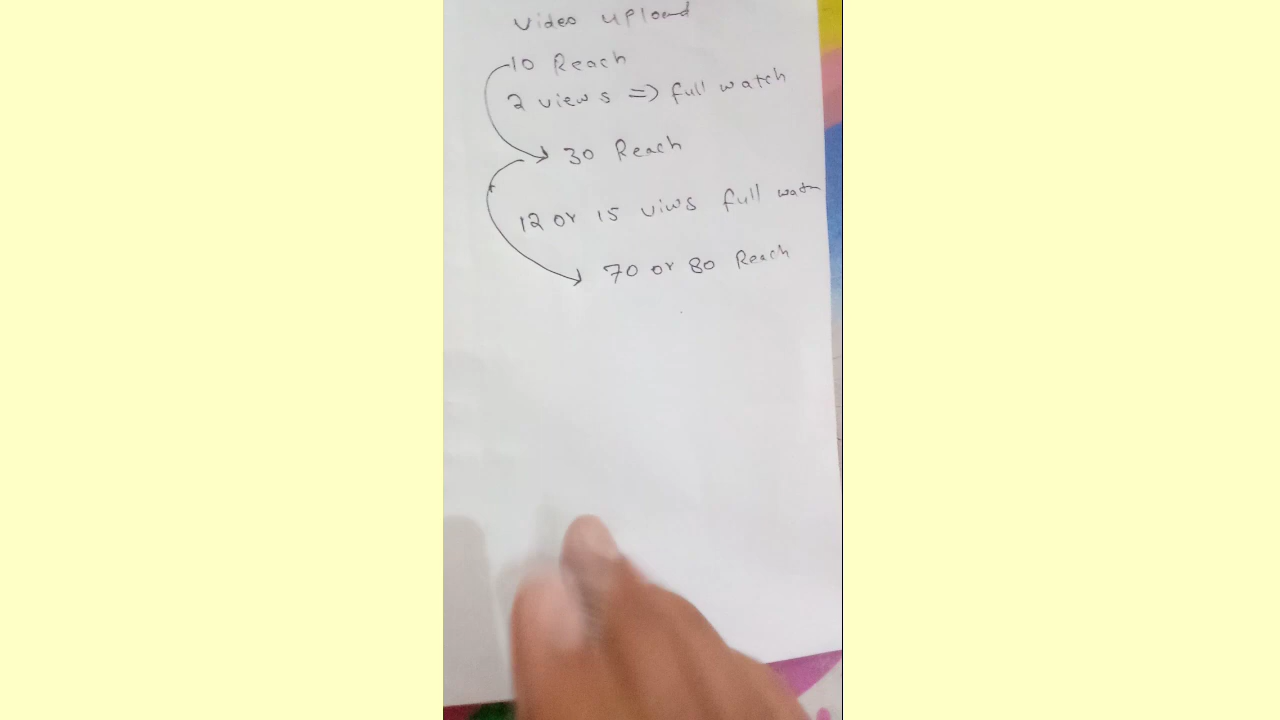 Video upload
10 Reach
2 views => full watch
30 Reach
12 or 15 viws full watn
70 or 80 Reach